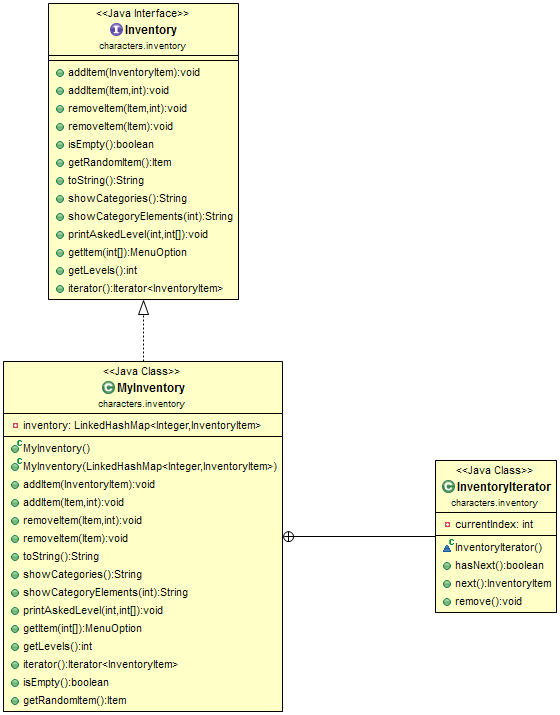 <<Java Interface>>
Inventory
characters.inventory
addItem(InventoryItem):void
addItem(Item,int):void
removeItem(Item,int):void
removeItem(Item):void
isEmpty():boolean
getRandomItem():Item
toString():String
showCategories():String
showCategoryElements(int):String
printAskedLevel(int,int[]):void
getItem(int[]):MenuOption
getLevels():int
iterator():Iterator<InventoryItem>
<<Java Class>>
MyInventory
characters.inventory
inventory: LinkedHashMap<Integer,InventoryItem>
MyInventory()
MyInventory(LinkedHashMap<Integer,InventoryItem>)
addItem(InventoryItem):void
addItem(Item,int):void
removeItem(Item,int):void
removeItem(Item):void
toString():String
showCategories():String
showCategoryElements(int):String
printAskedLevel(int,int[]):void
getItem(int[]):MenuOption
getLevels():int
iterator():Iterator<InventoryItem>
isEmpty():boolean
getRandomItem():Item
<<Java Class>>
InventoryIterator
characters.inventory
currentIndex: int
InventoryIterator()
hasNext():boolean
next():InventoryItem
remove():void